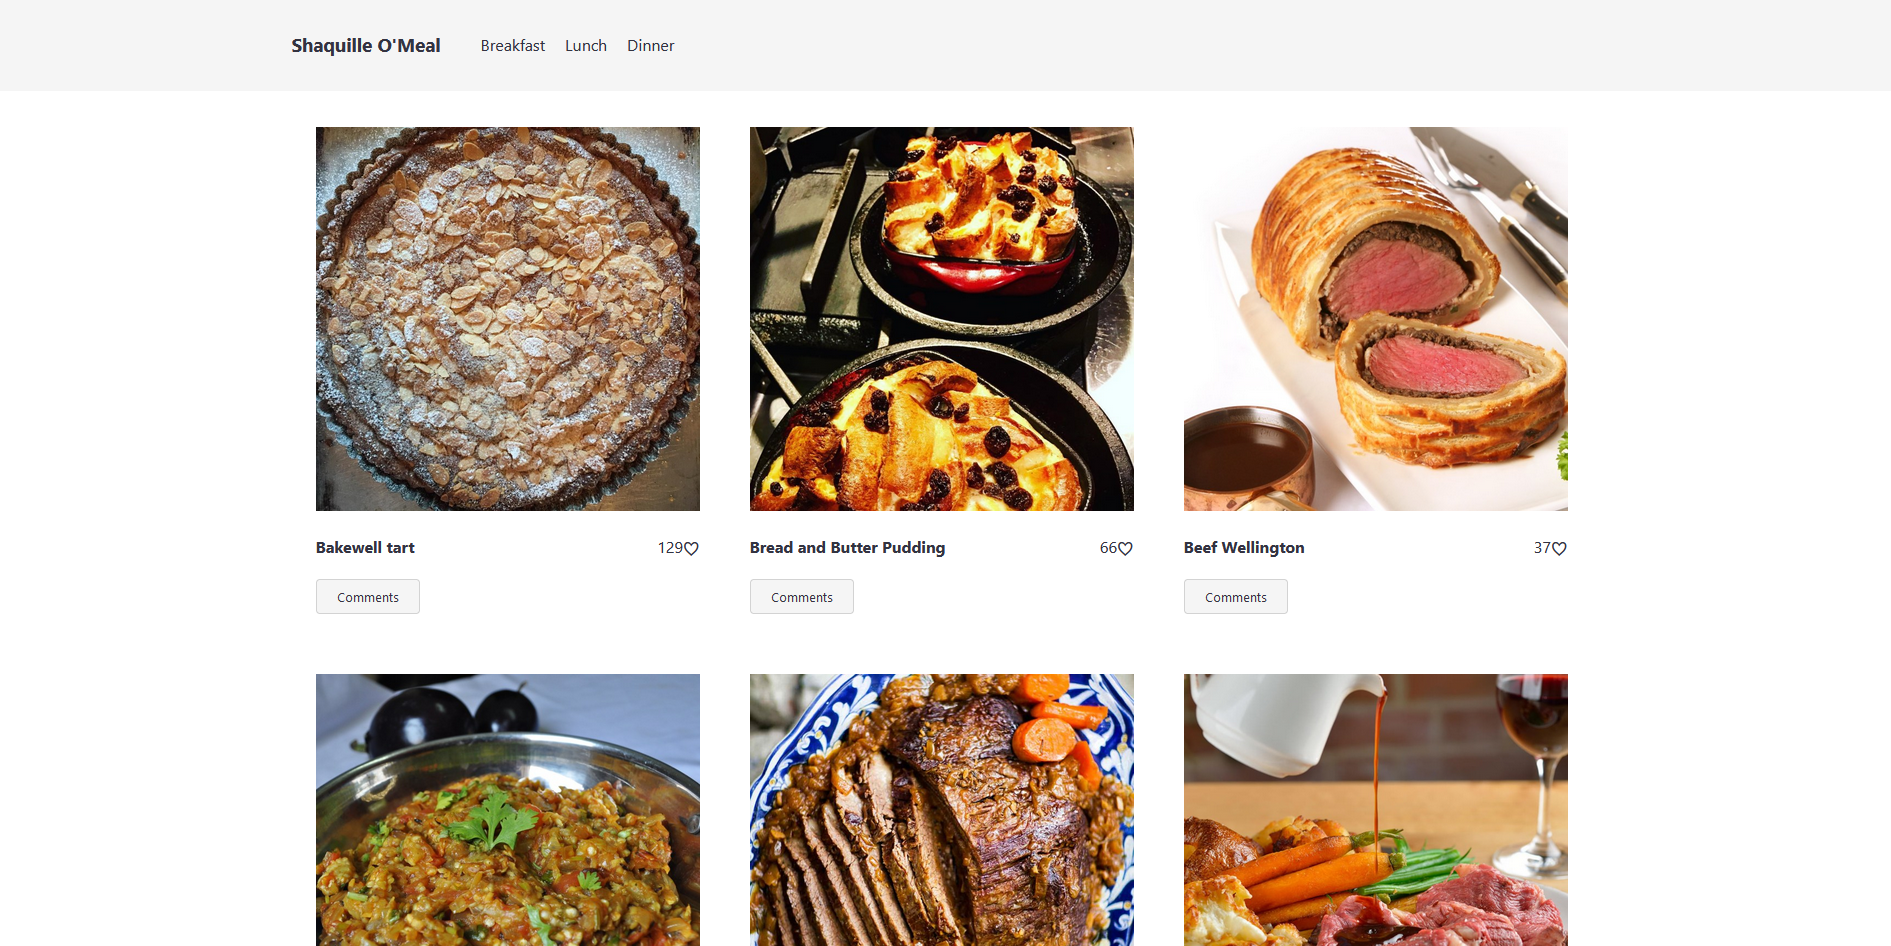 Shaquille O'Meal Breakfast Lunch Dinner
Bakewell tart 129
Bread and Butter Pudding 66
Beef Wellington 37
Comments
Comments
Comments